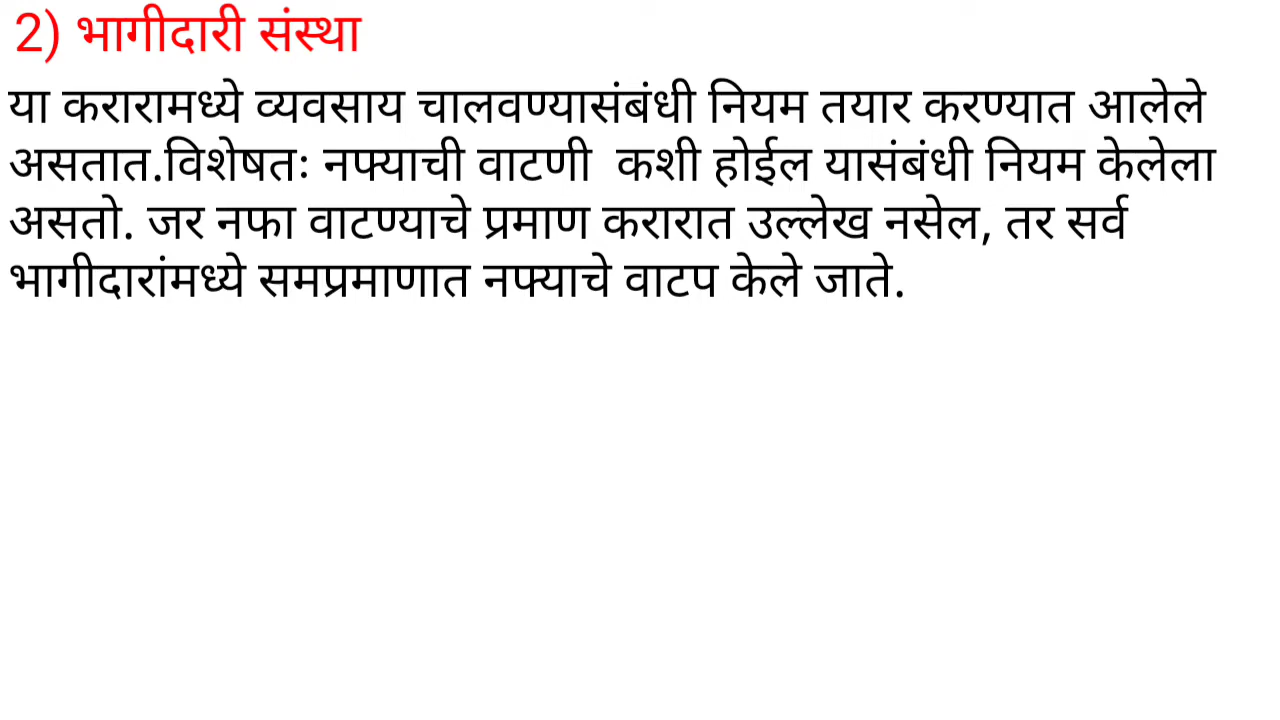 2) भागीदारी संस्था
या करारामध्ये व्यवसाय चालवण्यासंबंधी नियम तयार करण्यात आलेले
असतात.विशेषतः नफ्याची वाटणी  कशी होईल यासंबंधी नियम केलेला
असतो. जर नफा वाटण्याचे प्रमाण करारात उल्लेख नसेल, तर सर्व
भागीदारांमध्ये समप्रमाणात नफ्याचे वाटप केले जाते.